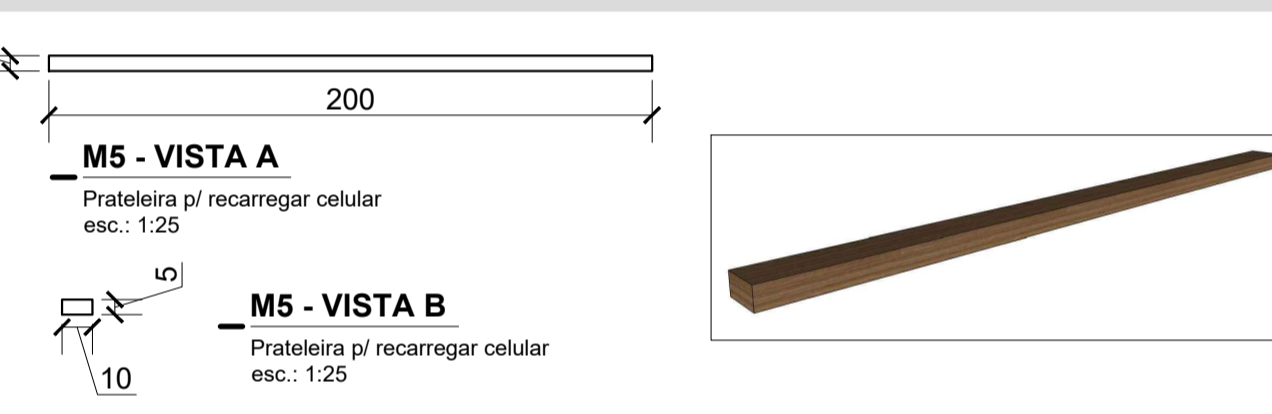 200
M5 - VISTA A
Prateleira p/ recarregar celular
esc.: 1:25
5
M5 - VISTA B
Prateleira p/ recarregar celular
esc.: 1:25
10